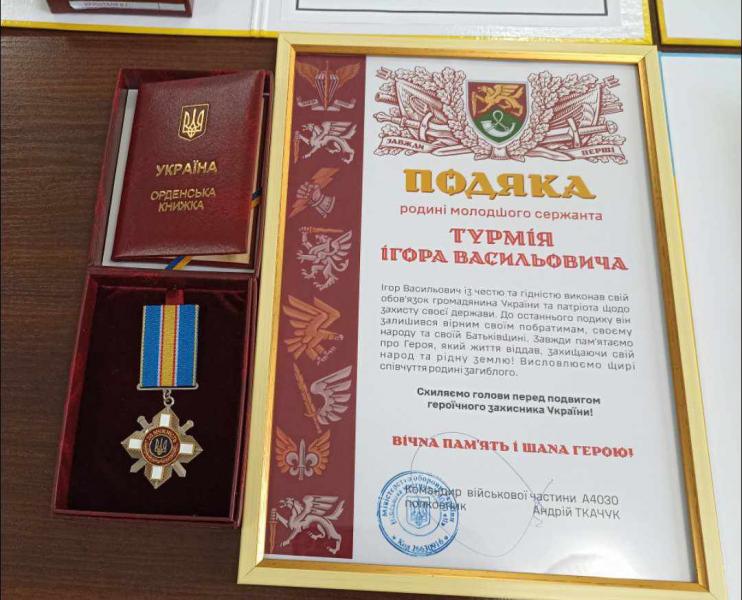 УКРАЇНА
ОРДЕНСЬКА
КНИЖКА
ЗАВЖДИ
ПЕРШІ
ПОДЯКА
родині молодшого сержанта
ТУРМІЯ
ІГОРА ВАСИЛЬОВИЧА
Ігор Васильович із честю та гідністю виконав свій
обов'язок громадянина України та патріота щодо
захисту своєї держави. До останнього подиху він
залишився вірним своїм побратимам, своєму
народу та своїй Батьківщині. Завжди пам'ятаємо
про Героя, який життя віддав, захищаючи свій
народ та рідну землю! Висловлюємо щирі
співчуття родині загиблого.
Схиляємо голови перед подвигом
героїчного захисника України!
ВІЧНА ПАМ'ЯТЬ І ШАНА ГЕРОЮ!
Командир військової частини А4030
полковник Андрій ТКАЧУК